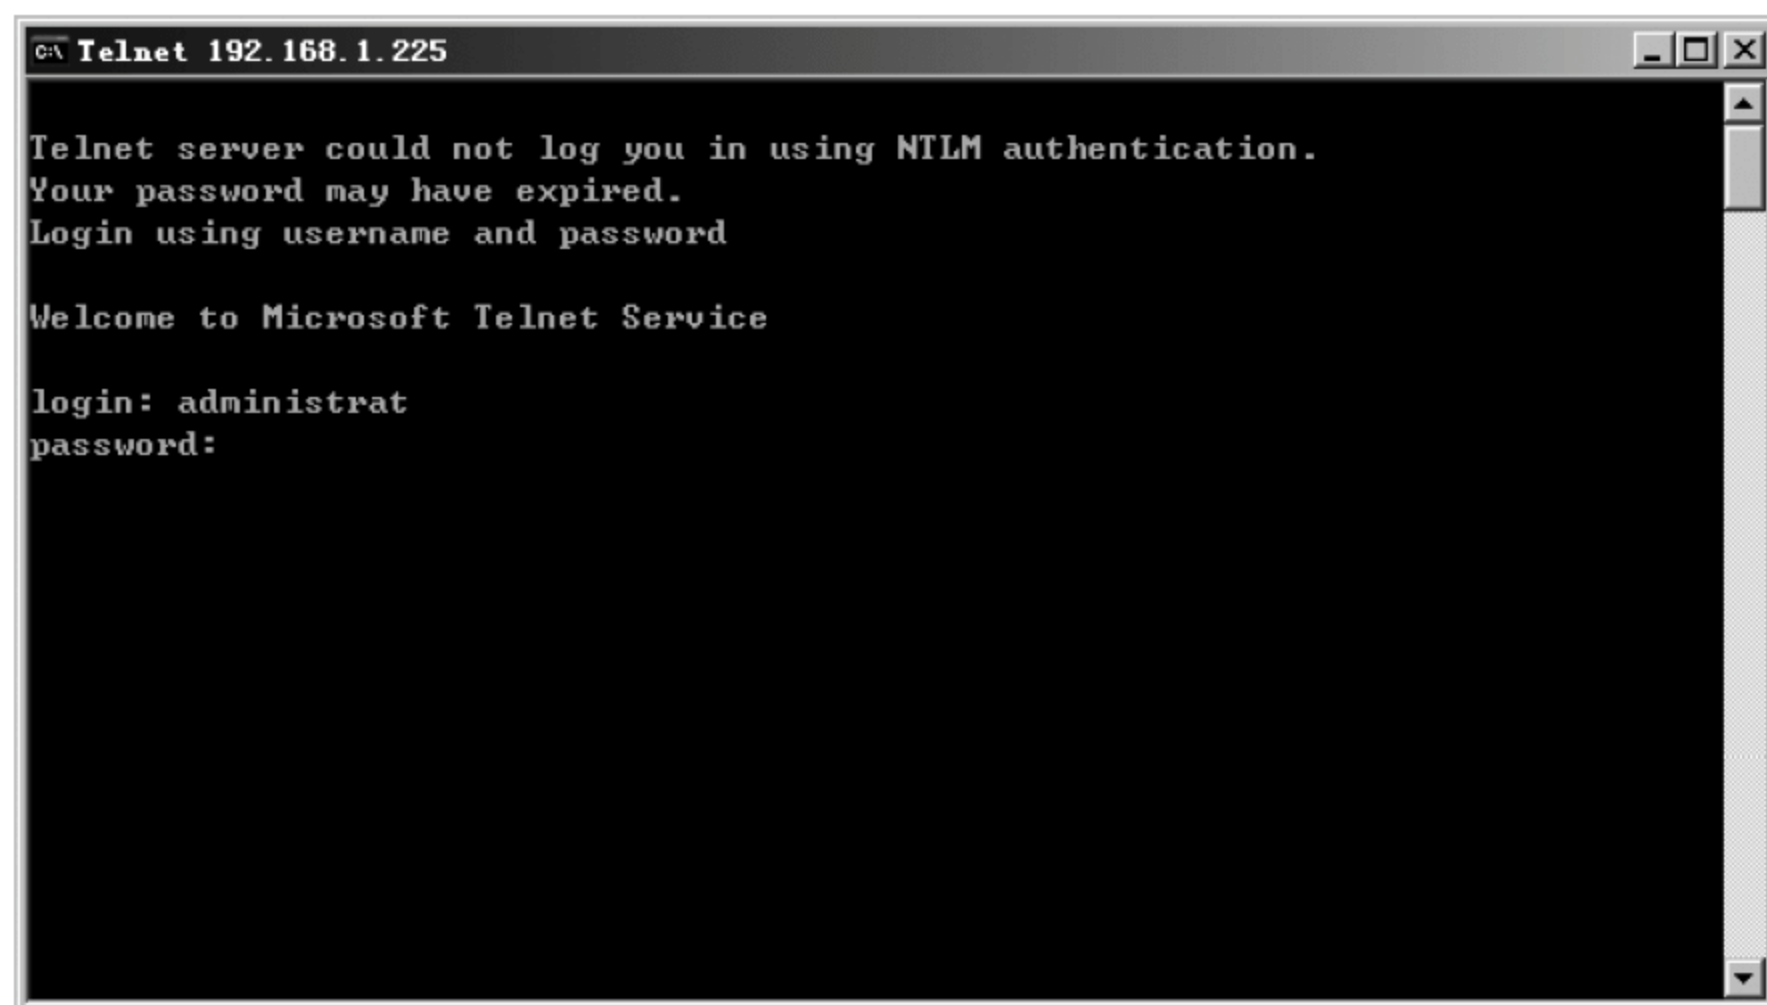 Telnet 192.168.1.225
Telnet server could not log you in using NTLM authentication.
Your password may have expired.
Login using username and password
Welcome to Microsoft Telnet Service
login: administrat
password: